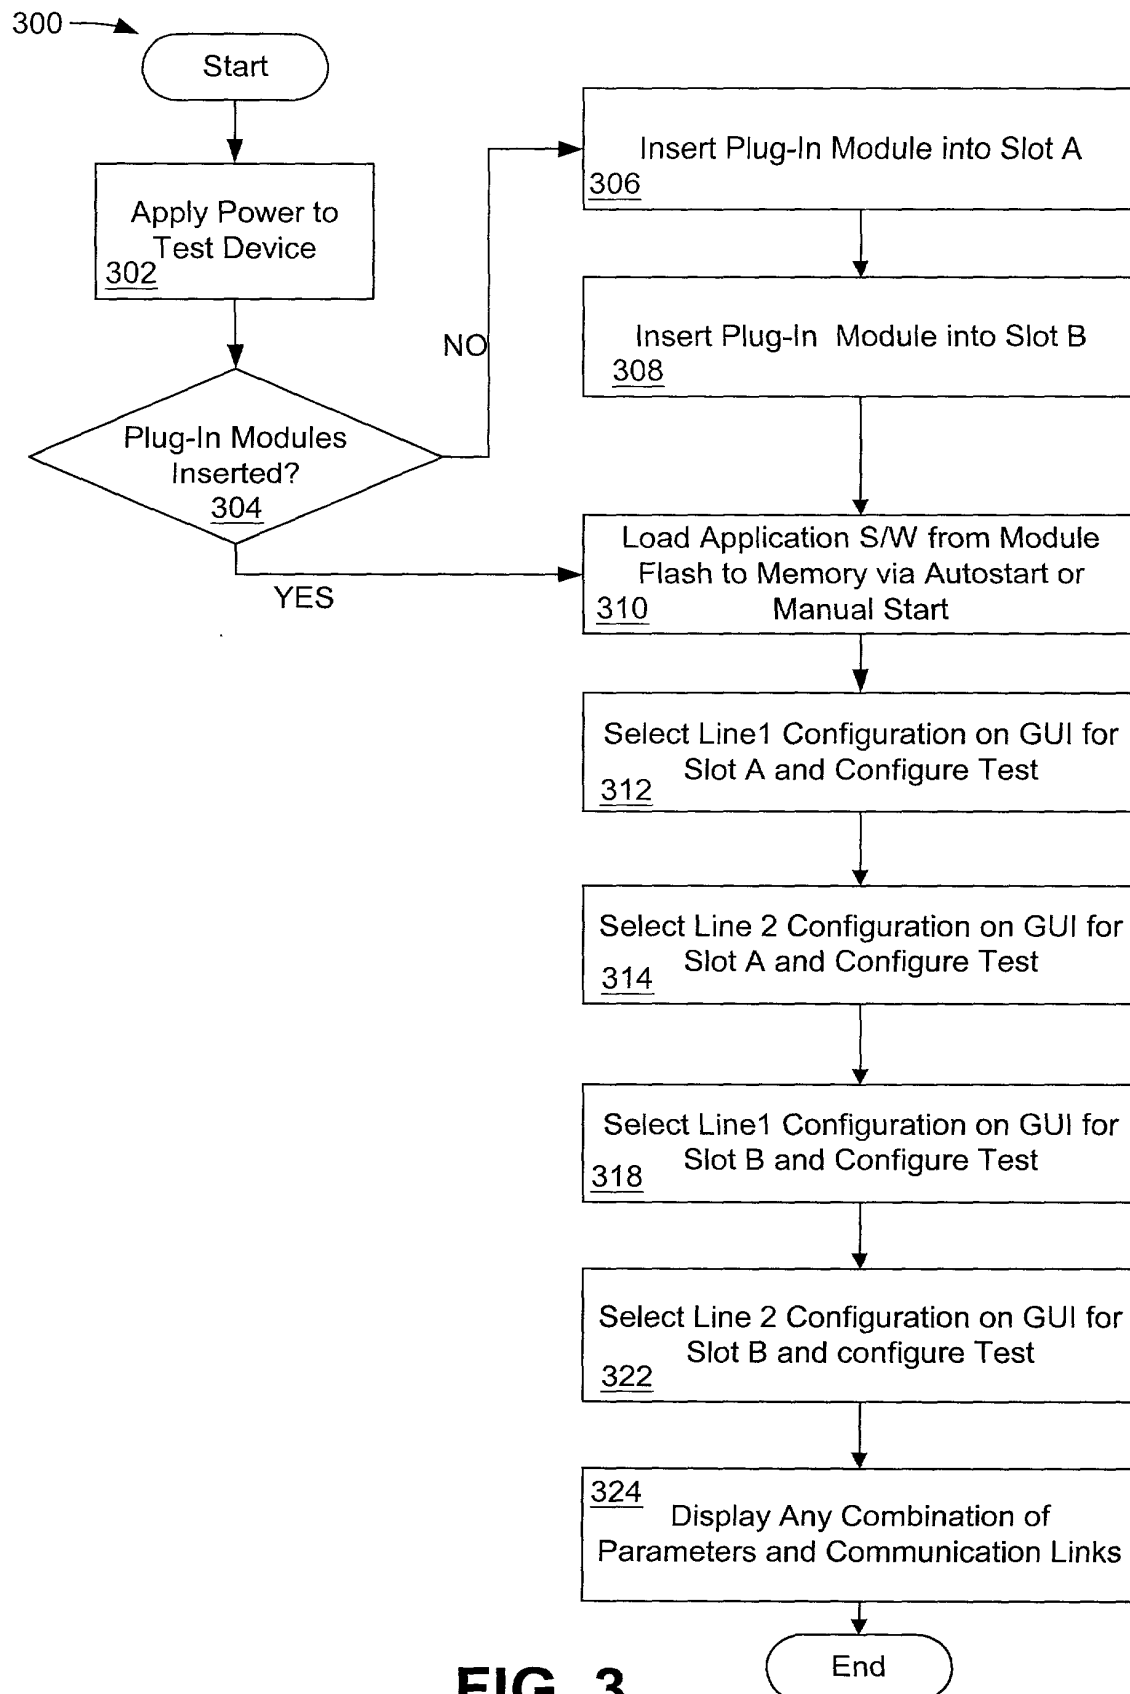 300
Start
Apply Power to
Test Device
302
Plug-In Modules
Inserted?
304
NO
YES
Insert Plug-In Module into Slot A
306
Insert Plug-In Module into Slot B
308
Load Application S/W from Module
Flash to Memory via Autostart or
Manual Start
310
Select Line1 Configuration on GUI for
Slot A and Configure Test
312
Select Line 2 Configuration on GUI for
Slot A and Configure Test
314
Select Line1 Configuration on GUI for
Slot B and Configure Test
318
Select Line 2 Configuration on GUI for
Slot B and configure Test
322
324
Display Any Combination of
Parameters and Communication Links
End
FIG. 3